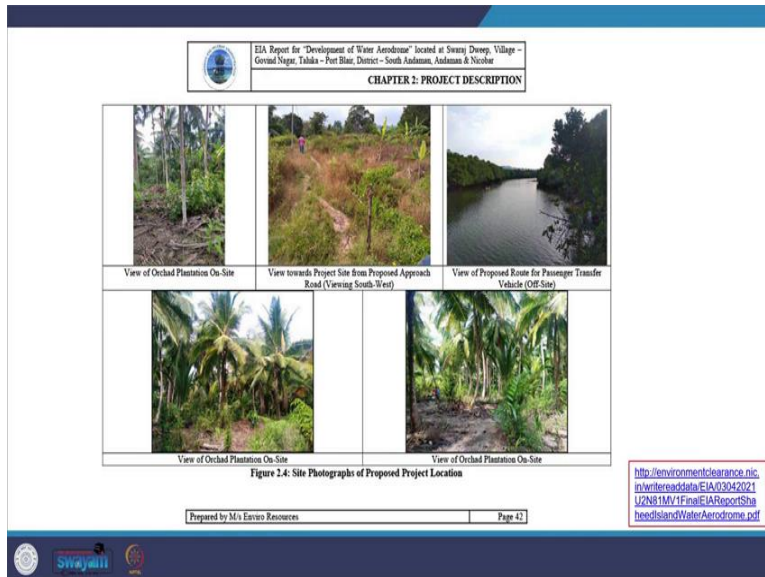 EIA Report for “Development of Water Aerodrome” located at Swaraj Dweep, Village –
Govind Nagar, Taluka – Port Blair, District – South Andaman, Andaman & Nicobar
CHAPTER 2: PROJECT DESCRIPTION
View of Orchad Plantation On-Site
View towards Project Site from Proposed Approach
Road (Viewing South-West)
View of Proposed Route for Passenger Transfer
Vehicle (Off-Site)
View of Orchad Plantation On-Site
View of Orchad Plantation On-Site
Figure 2.4: Site Photographs of Proposed Project Location
Prepared by M/s Enviro Resources
Page 42
http://environmentclearance.nic.
in/writereaddata/EIA/03042021
U2N81MV1FinalEIAReportSha
heedIslandWaterAerodrome.pdf
swayam